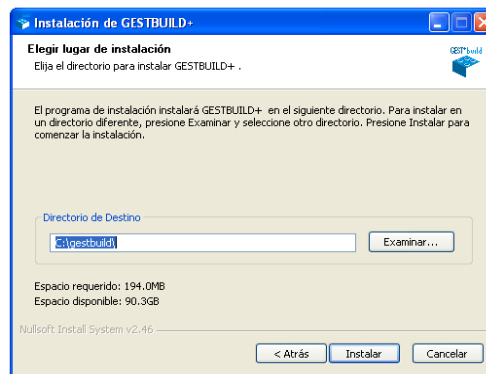 Instalación de GESTBUILD+
Elegir lugar de instalación
Elija el directorio para instalar GESTBUILD+ .
GEST+build
El programa de instalación instalará GESTBUILD+ en el siguiente directorio. Para instalar en
un directorio diferente, presione Examinar y seleccione otro directorio. Presione Instalar para
comenzar la instalación.
Directorio de Destino
C:\gestbuild\
Examinar...
Espacio requerido: 194.0MB
Espacio disponible: 90.3GB
Nullsoft Install System v2.46
< Atrás Instalar Cancelar